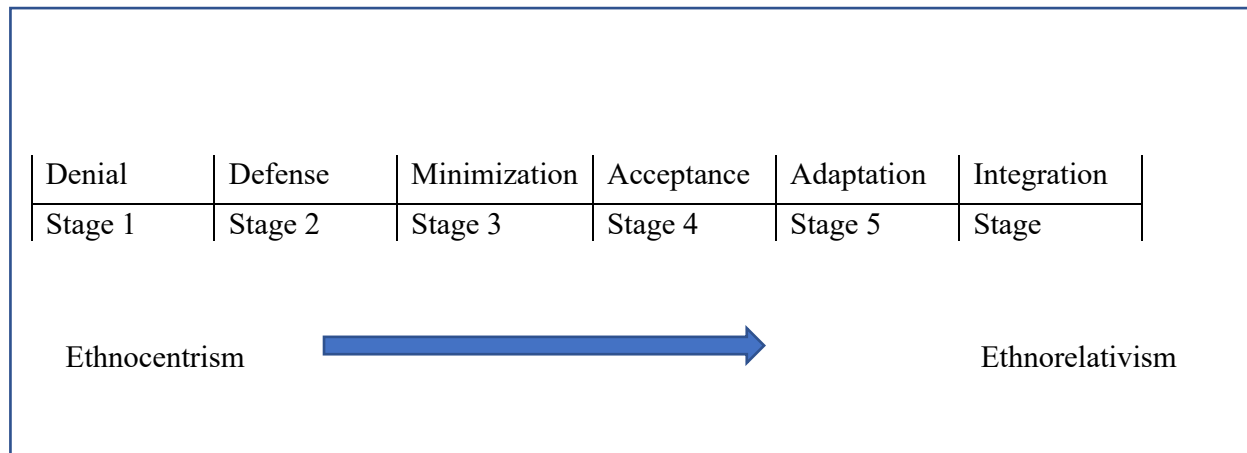 Denial Defense Minimization Acceptance Adaptation Integration
Stage 1 Stage 2 Stage 3 Stage 4 Stage 5 Stage
Ethnocentrism Ethnorelativism